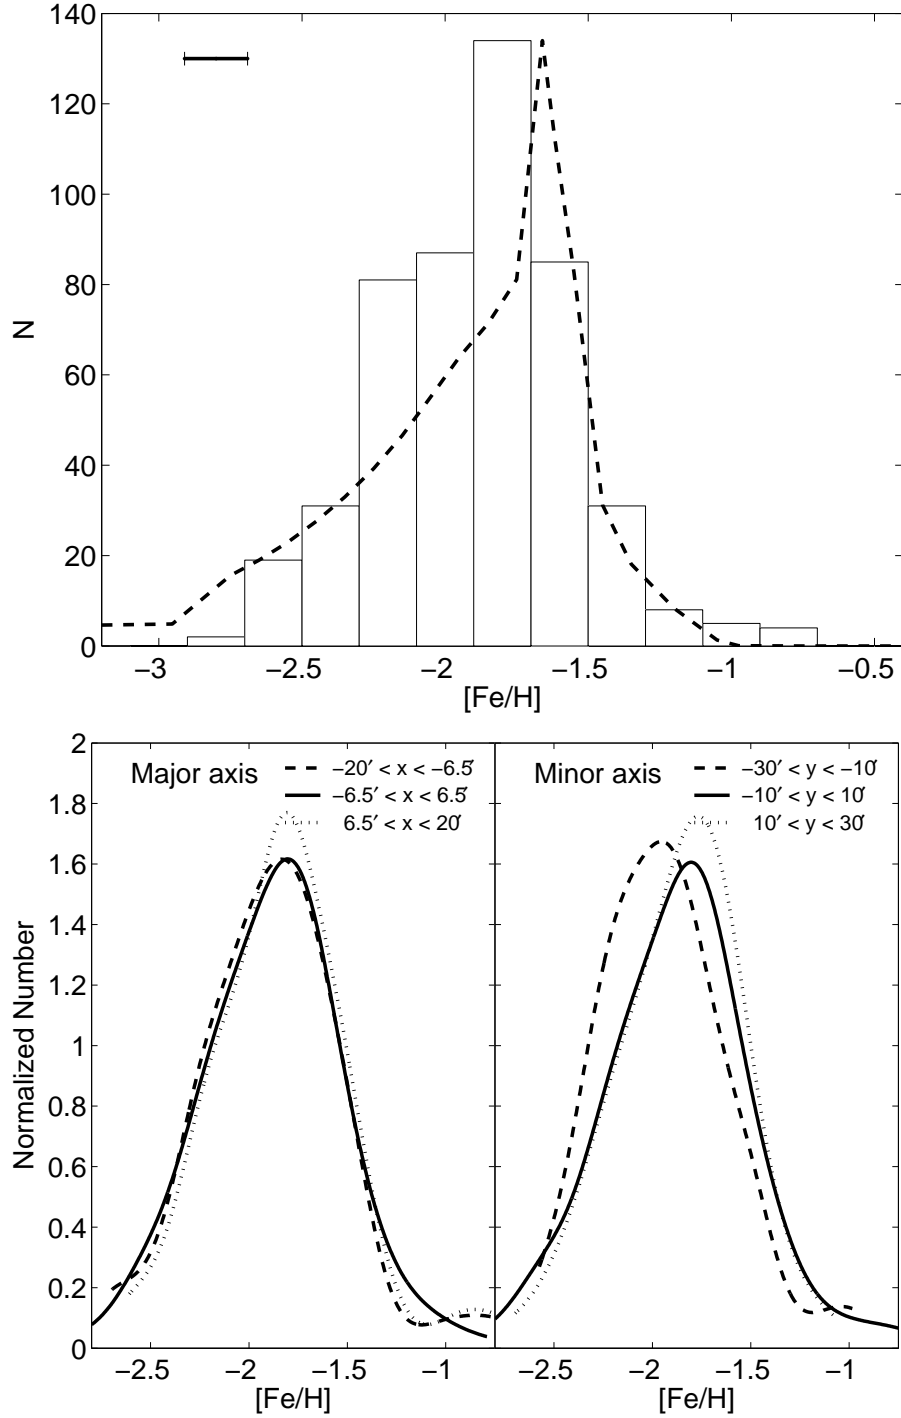 140
120
100
80
60
40
20
0
N
−3 −2.5 −2 −1.5 −1 −0.5
[Fe/H]
2
1.8
1.6
1.4
1.2
1
0.8
0.6
0.4
0.2
0
Normalized Number
Major axis
−20′ < x < −6.5′
−6.5′ < x < 6.5′
6.5′ < x < 20′
−2.5 −2 −1.5 −1
[Fe/H]
Minor axis
−30′ < y < −10′
−10′ < y < 10′
10′ < y < 30′
−2.5 −2 −1.5 −1
[Fe/H]